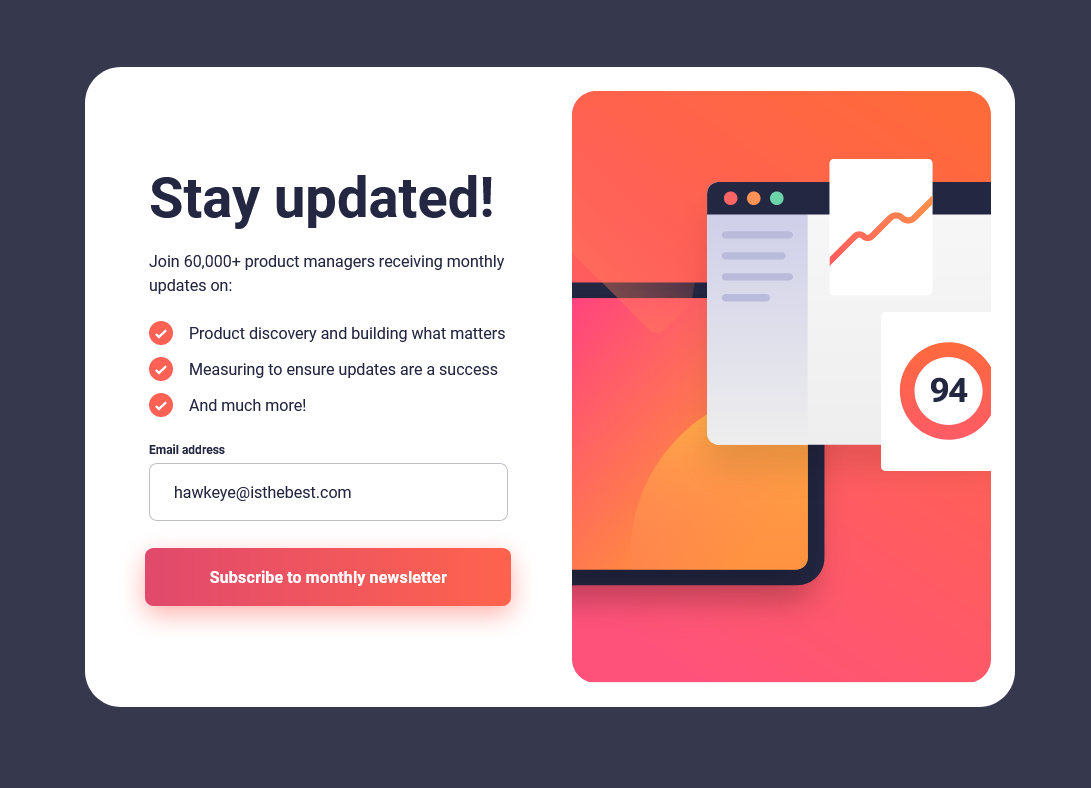 Stay updated!
Join 60,000+ product managers receiving monthly
updates on:
Product discovery and building what matters
Measuring to ensure updates are a success
And much more!
Email address
hawkeye@isthebest.com
Subscribe to monthly newsletter
94